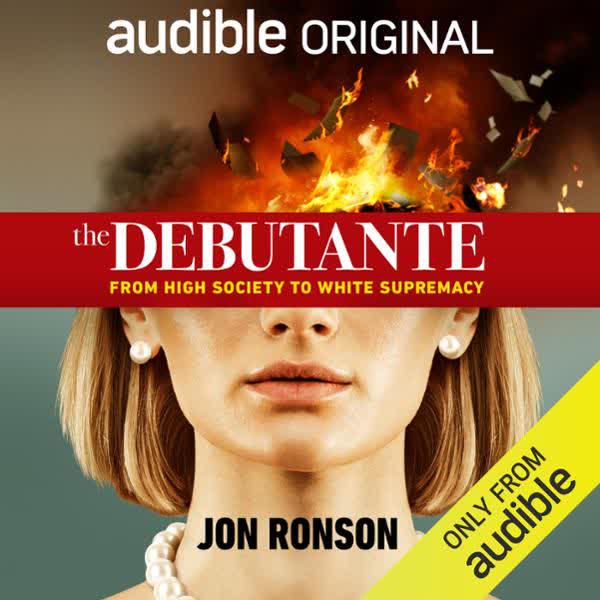 audible ORIGINAL
the DEBUTANTE
FROM HIGH SOCIETY TO WHITE SUPREMACY
JON RONSON
ONLY FROM
audible